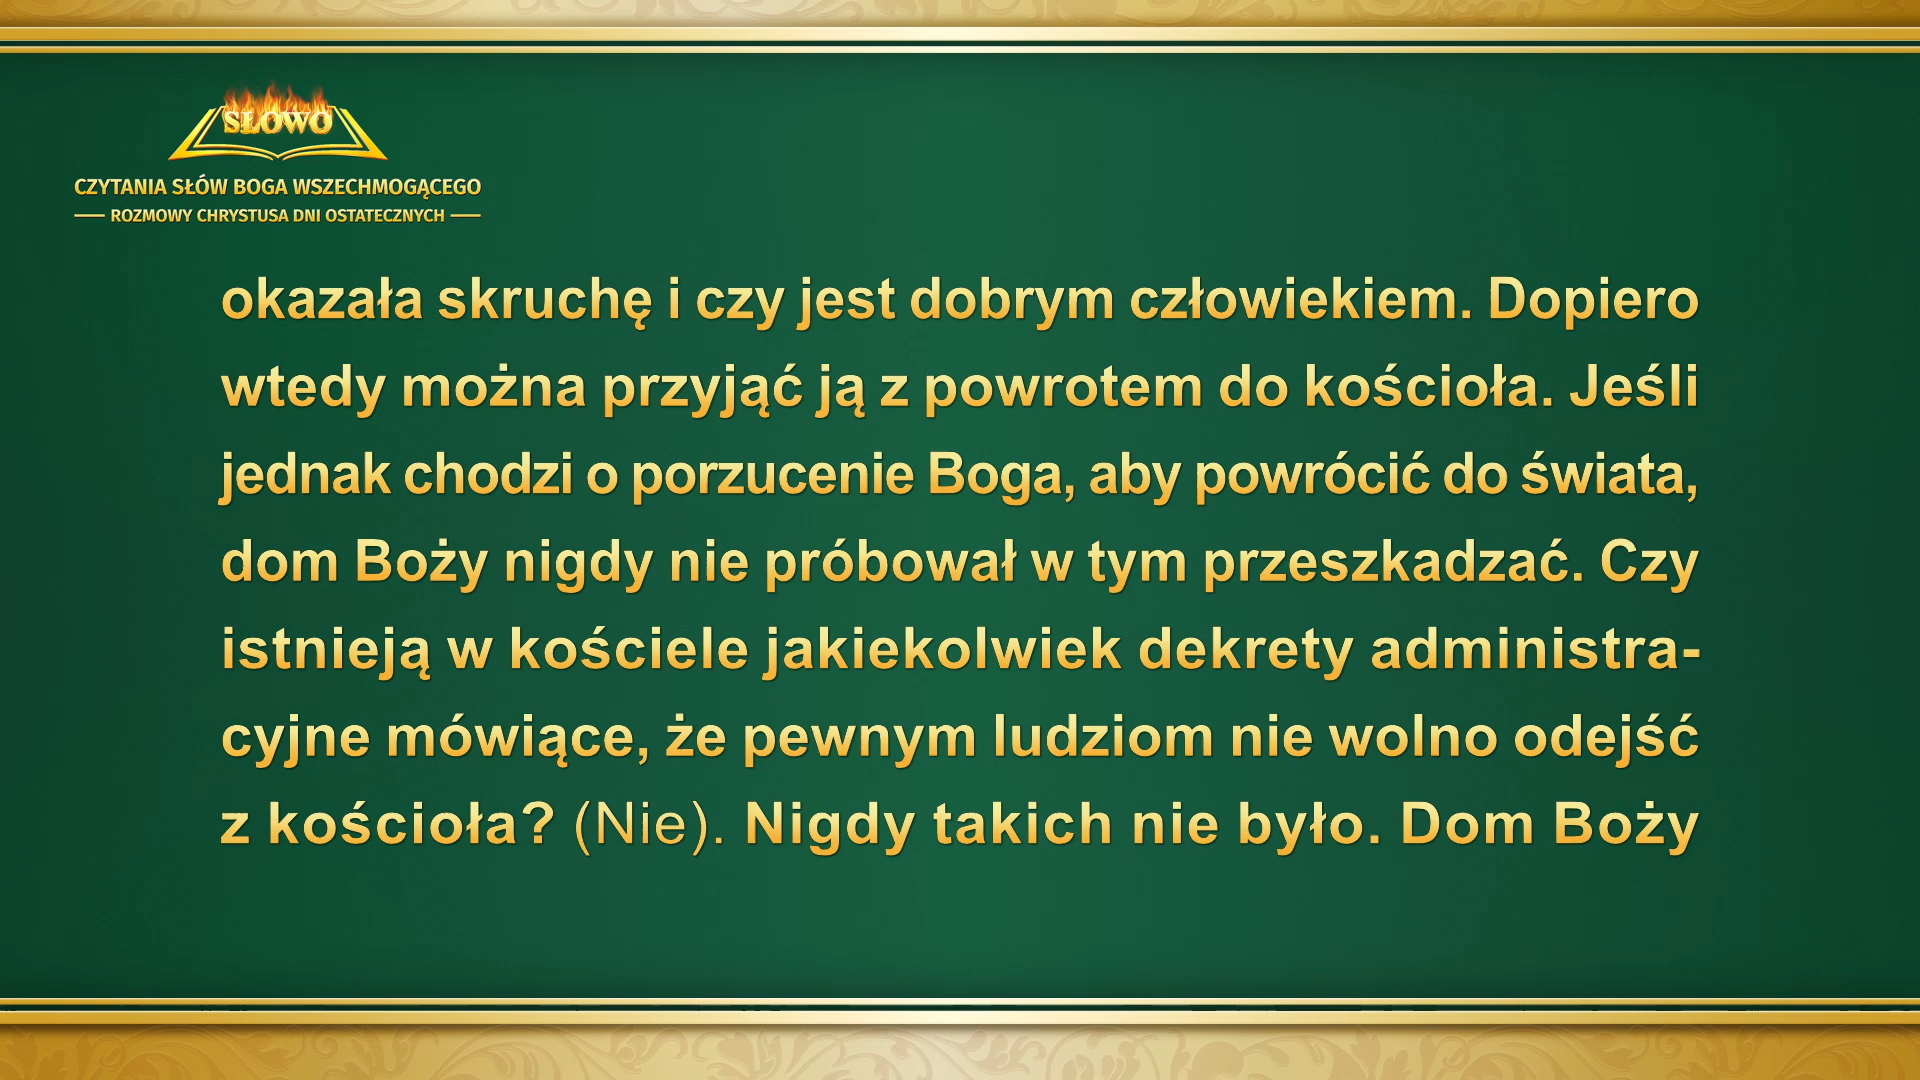 SŁOWO
CZYTANIA SŁÓW BOGA WSZECHMOGĄCEGO
ROZMOWY CHRYSTUSA DNI OSTATECZNYCH
okazała skruchę i czy jest dobrym człowiekiem. Dopiero
wtedy można przyjąć ją z powrotem do kościoła. Jeśli
jednak chodzi o porzucenie Boga, aby powrócić do świata,
dom Boży nigdy nie próbował w tym przeszkadzać. Czy
istnieją w kościele jakiekolwiek dekrety administra-
cyjne mówiące, że pewnym ludziom nie wolno odejść
z kościoła? (Nie). Nigdy takich nie było. Dom Boży